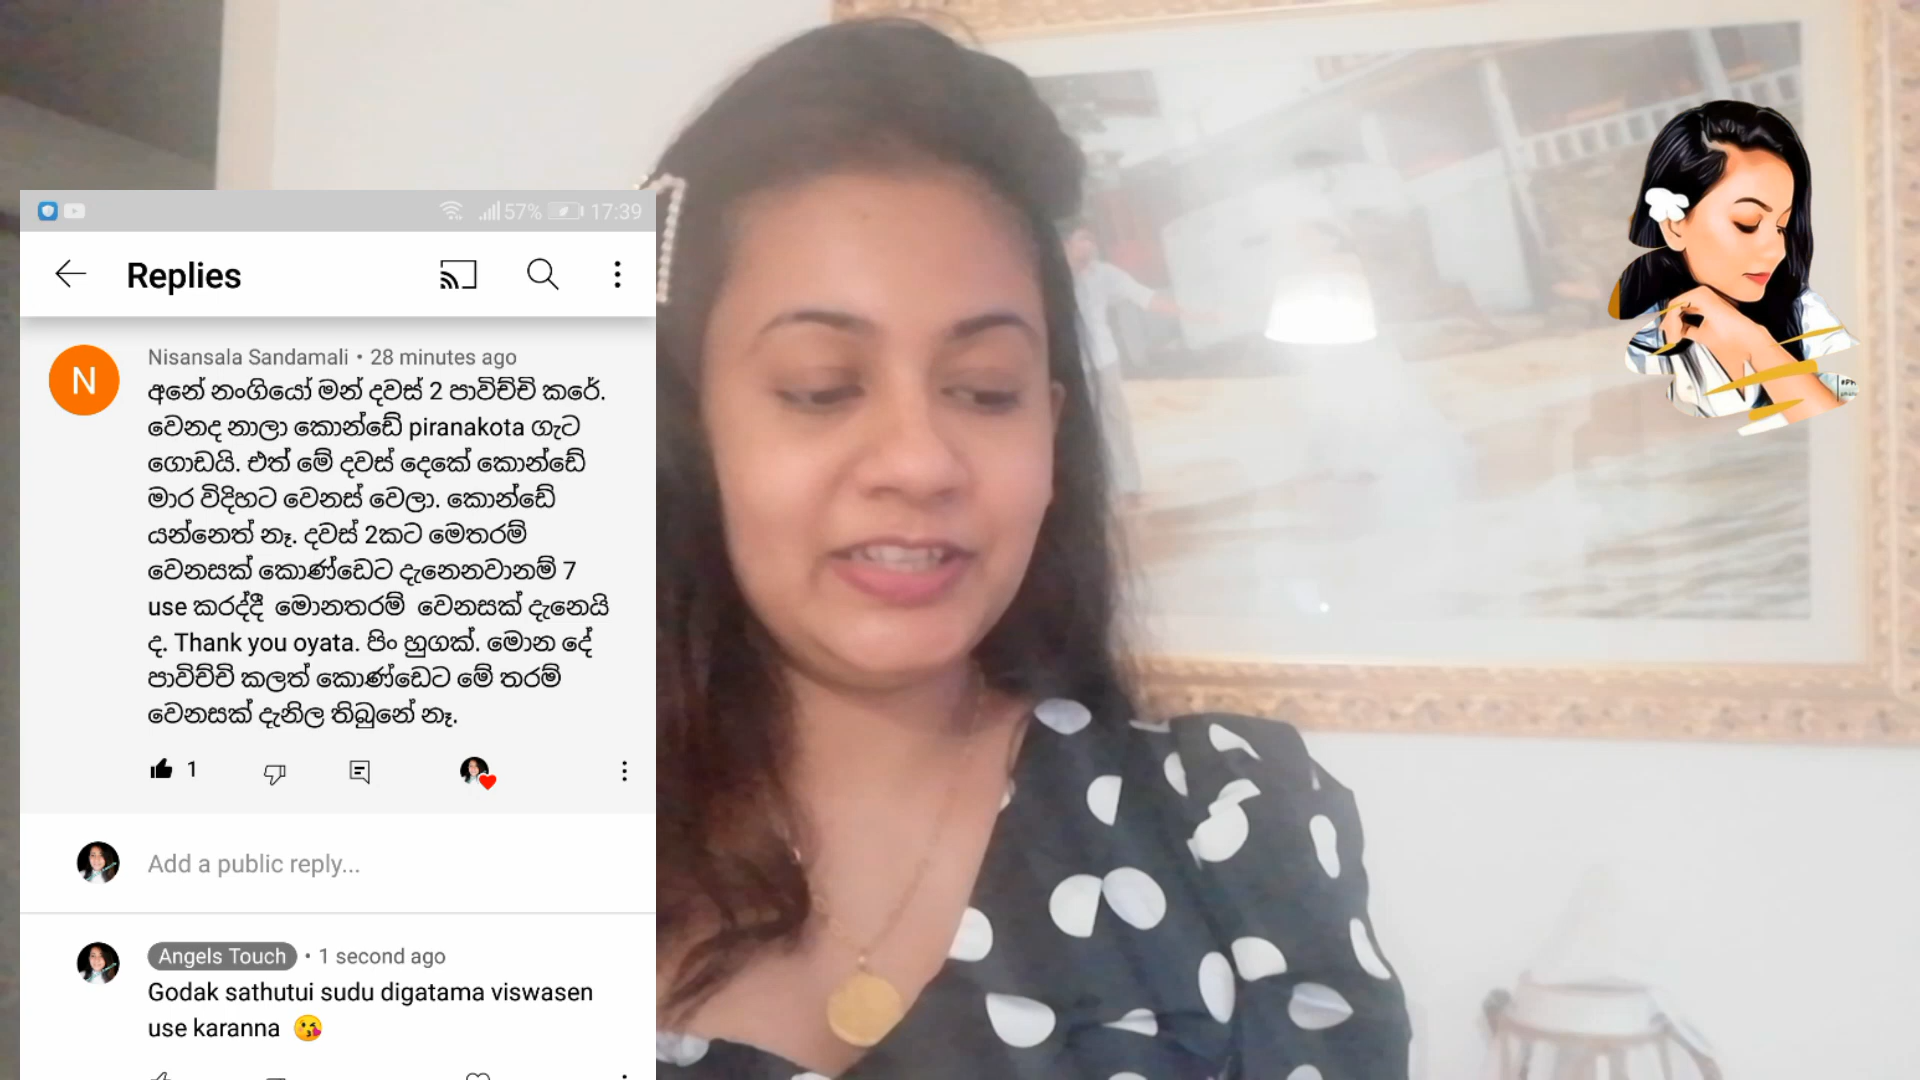 57% 17:39
Replies
N
Nisansala Sandamali • 28 minutes ago
අනේ නංගියෝ මන් දවස් 2 පාවිච්චි කරේ.
වෙනද නාලා කොන්ඩේ piranakota ගැට
ගොඩයි. එත් මේ දවස් දෙකේ කොන්ඩේ
මාර විදිහට වෙනස් වෙලා. කොන්ඩේ
යන්නෙත් නෑ. දවස් 2කට මෙතරම්
වෙනසක් කොණ්ඩෙට දැනෙනවානම් 7
use කරද්දී මොනතරම් වෙනසක් දැනෙයි
ද. Thank you oyata. පිං හුගක්. මොන දේ
පාවිච්චි කලත් කොණ්ඩෙට මේ තරම්
වෙනසක් දැනිල තිබුනේ නෑ.
1
Add a public reply...
Angels Touch • 1 second ago
Godak sathutui sudu digatama viswasen
use karanna 😘